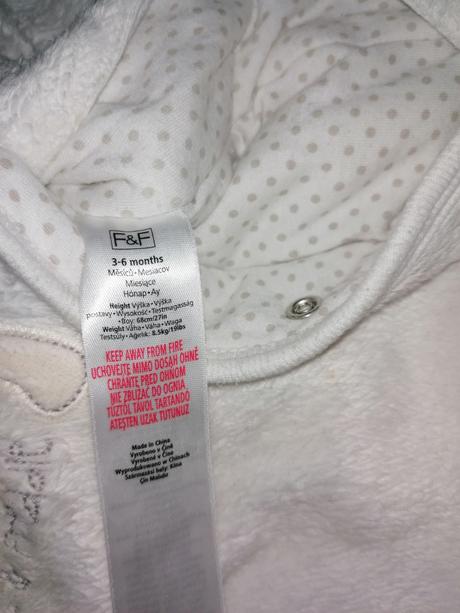 F&F
3-6 months
Měsíců • Mesiacov
Miesiące
Hónap • Ay
Height Výška • Výška
postavy • Wysokość • Testmagasság
• Boy: 68cm/27in
Weight Váha • Váha • Waga
Testsúly • Ağırlık: 8.5kg/19lbs
KEEP AWAY FROM FIRE
UCHOVEJTE MIMO DOSAH OHNĚ
CHRÁNTE PRED OHŇOM
NIE ZBLIŻAĆ DO OGNIA
TŰZTŐL TÁVOL TARTANDÓ
ATEŞTEN UZAK TUTUNUZ
Made in China
Vyrobeno v Číně
Vyrobené v Číne
Wyprodukowano w Chinach
Származási hely: Kína
Çin Malıdır